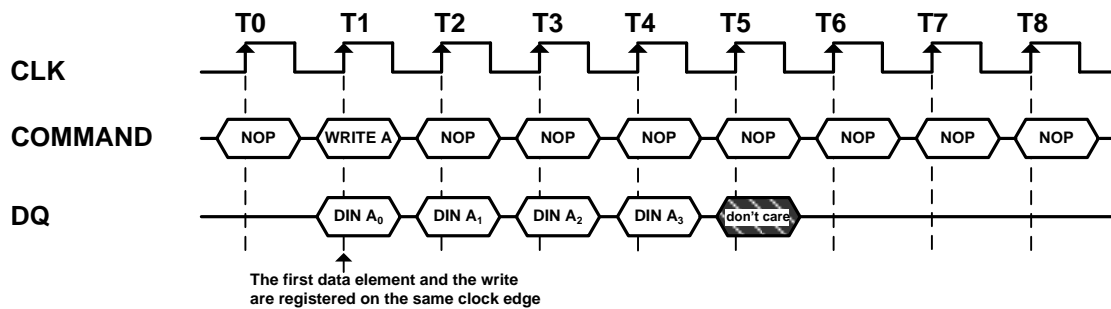 T0 T1 T2 T3 T4 T5 T6 T7 T8
CLK
COMMAND NOP WRITE A NOP NOP NOP NOP NOP NOP NOP
DQ DIN A₀ DIN A₁ DIN A₂ DIN A₃ don't care
The first data element and the write
are registered on the same clock edge